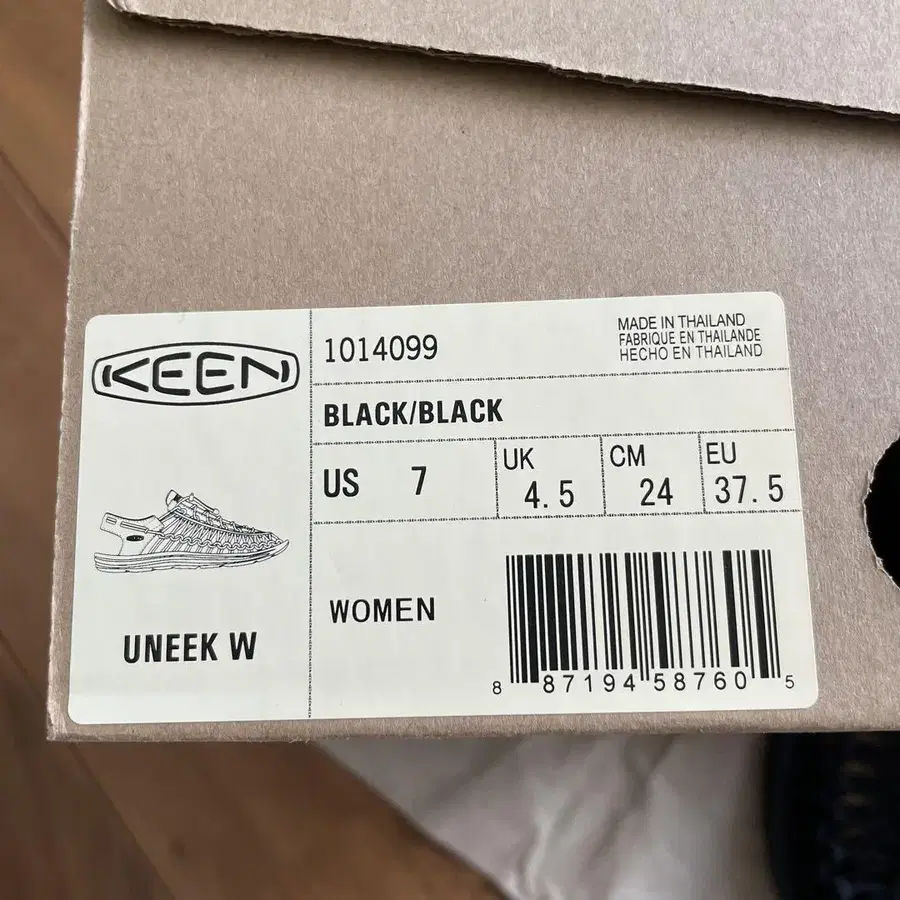 KEEN
UNEEK W
1014099
MADE IN THAILAND
FABRIQUE EN THAILANDE
HECHO EN THAILAND
BLACK/BLACK
US 7
UK 4.5
CM 24
EU 37.5
WOMEN
8 87194 58760 5